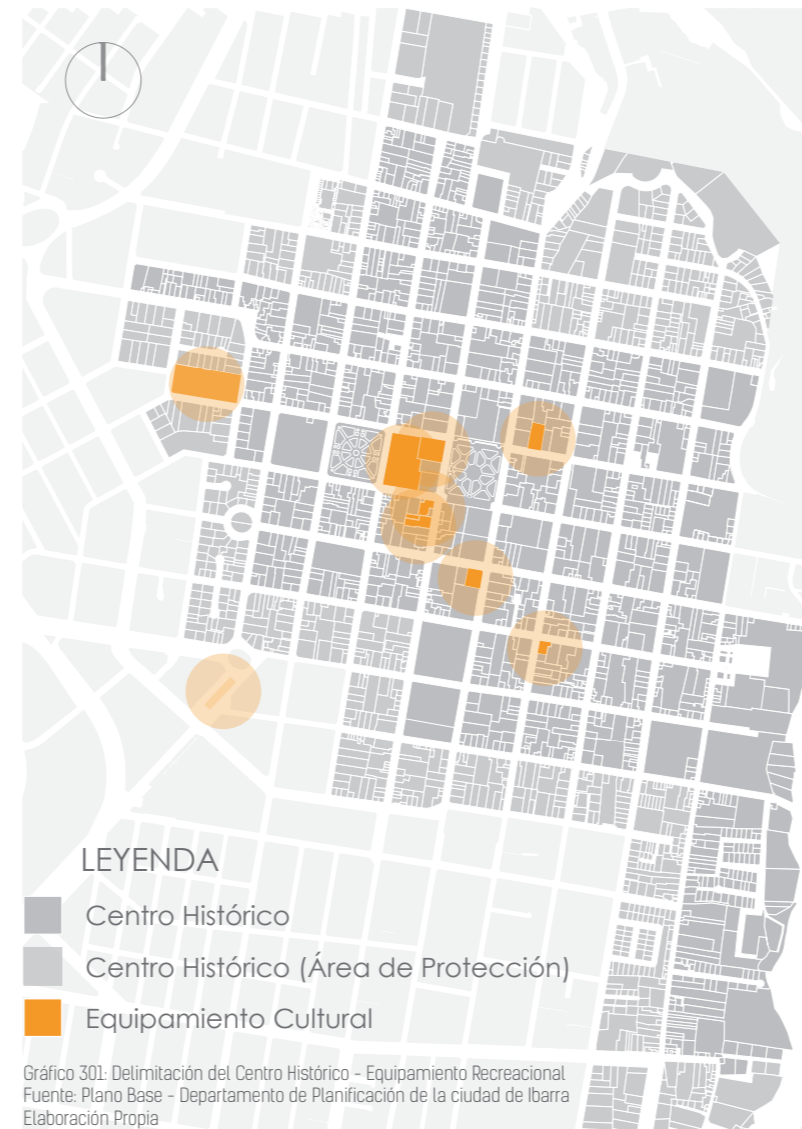 LEYENDA
Centro Histórico
Centro Histórico (Área de Protección)
Equipamiento Cultural
Gráfico 301: Delimitación del Centro Histórico - Equipamiento Recreacional
Fuente: Plano Base - Departamento de Planificación de la ciudad de Ibarra
Elaboración Propia